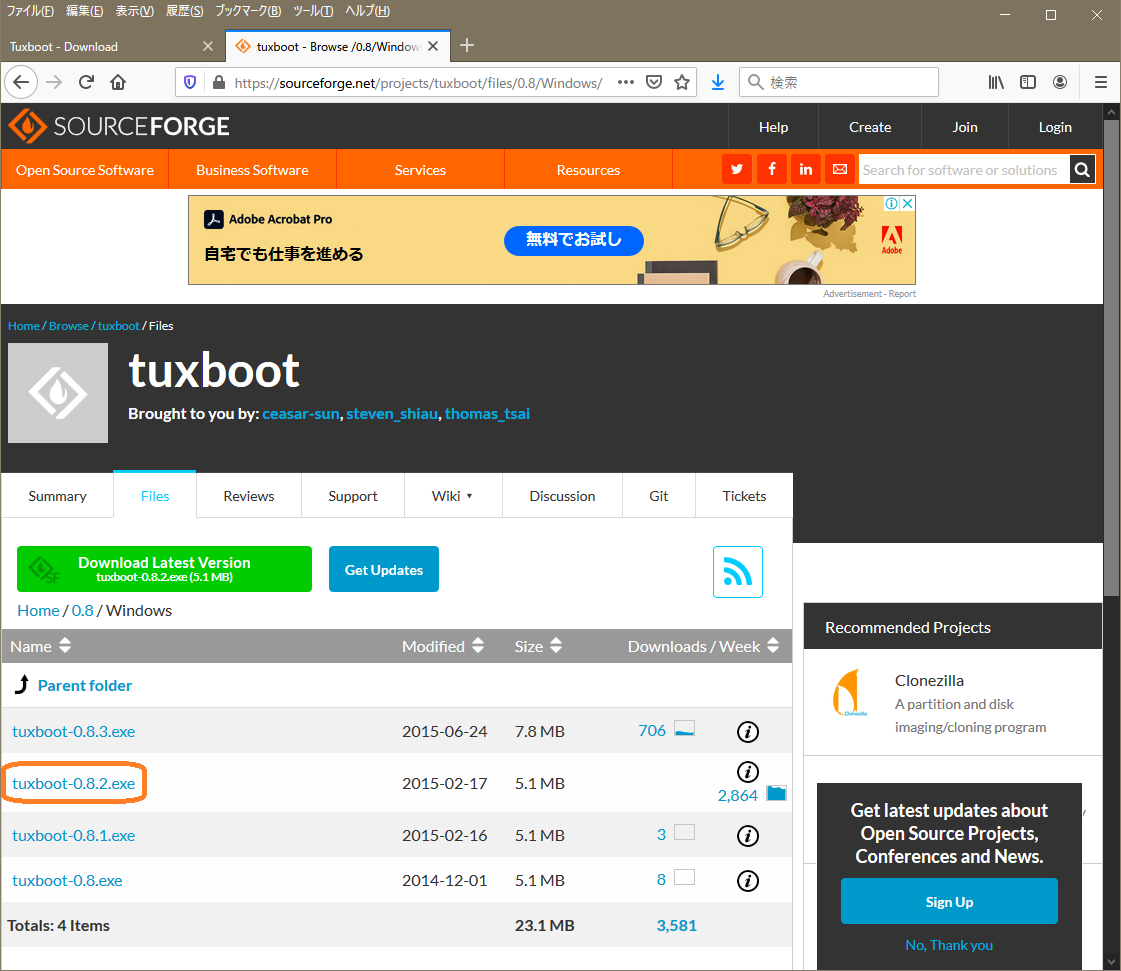 ファイル(F) 編集(E) 表示(V) 履歴(S) ブックマーク(B) ツール(T) ヘルプ(H)
Tuxboot - Download
tuxboot - Browse /0.8/Window
https://sourceforge.net/projects/tuxboot/files/0.8/Windows/
検索
SOURCEFORGE
Help Create Join Login
Open Source Software Business Software Services Resources
Search for software or solutions
Adobe Acrobat Pro
自宅でも仕事を進める
無料でお試し
Adobe
Advertisement - Report
Home / Browse / tuxboot / Files
tuxboot
Brought to you by: ceasar-sun, steven_shiau, thomas_tsai
Summary Files Reviews Support Wiki Discussion Git Tickets
Download Latest Version
tuxboot-0.8.2.exe (5.1 MB)
SF
Get Updates
Home / 0.8 / Windows
Name Modified Size Downloads / Week
Parent folder
tuxboot-0.8.3.exe 2015-06-24 7.8 MB 706
tuxboot-0.8.2.exe 2015-02-17 5.1 MB 2,864
tuxboot-0.8.1.exe 2015-02-16 5.1 MB 3
tuxboot-0.8.exe 2014-12-01 5.1 MB 8
Totals: 4 Items 23.1 MB 3,581
Recommended Projects
Clonezilla
Clonezilla
A partition and disk
imaging/cloning program
Get latest updates about
Open Source Projects,
Conferences and News.
Sign Up
No, Thank you